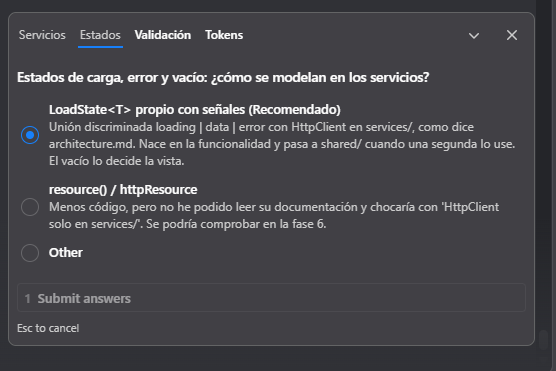 Servicios Estados Validación Tokens
Estados de carga, error y vacío: ¿cómo se modelan en los servicios?
LoadState<T> propio con señales (Recomendado)
Unión discriminada loading | data | error con HttpClient en services/, como dice
architecture.md. Nace en la funcionalidad y pasa a shared/ cuando una segunda lo use.
El vacío lo decide la vista.
resource() / httpResource
Menos código, pero no he podido leer su documentación y chocaría con 'HttpClient
solo en services/'. Se podría comprobar en la fase 6.
Other
1 Submit answers
Esc to cancel